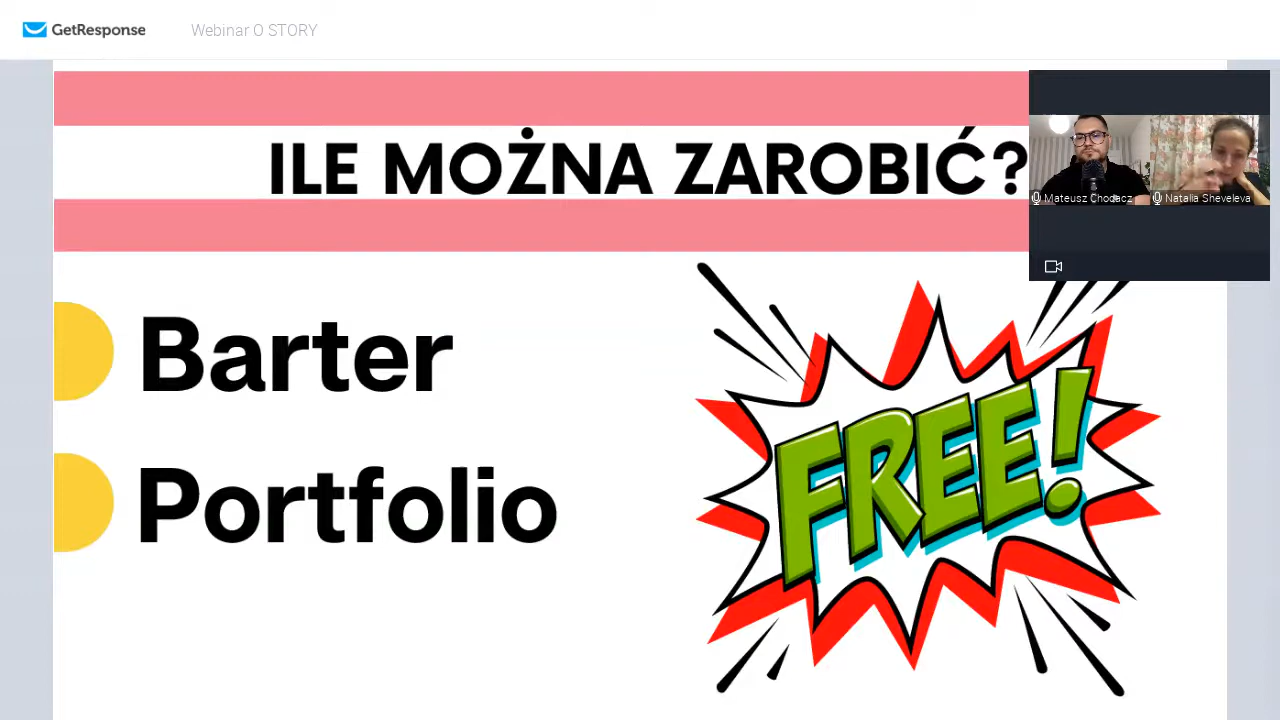 GetResponse
Webinar O STORY
ILE MOŻNA ZAROBIĆ?
Mateusz Chodacz
Natalia Sheveleva
Barter
Portfolio
FREE!